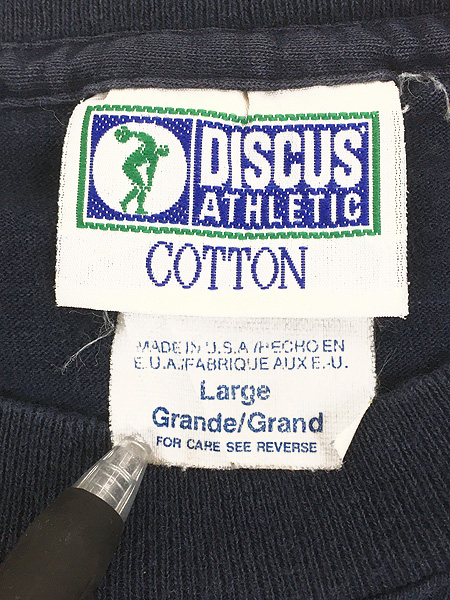 DISCUS
ATHLETIC
COTTON
MADE IN U.S.A./HECHO EN
E.U.A./FABRIQUE AUX E.-U.
Large
Grande/Grand
FOR CARE SEE REVERSE